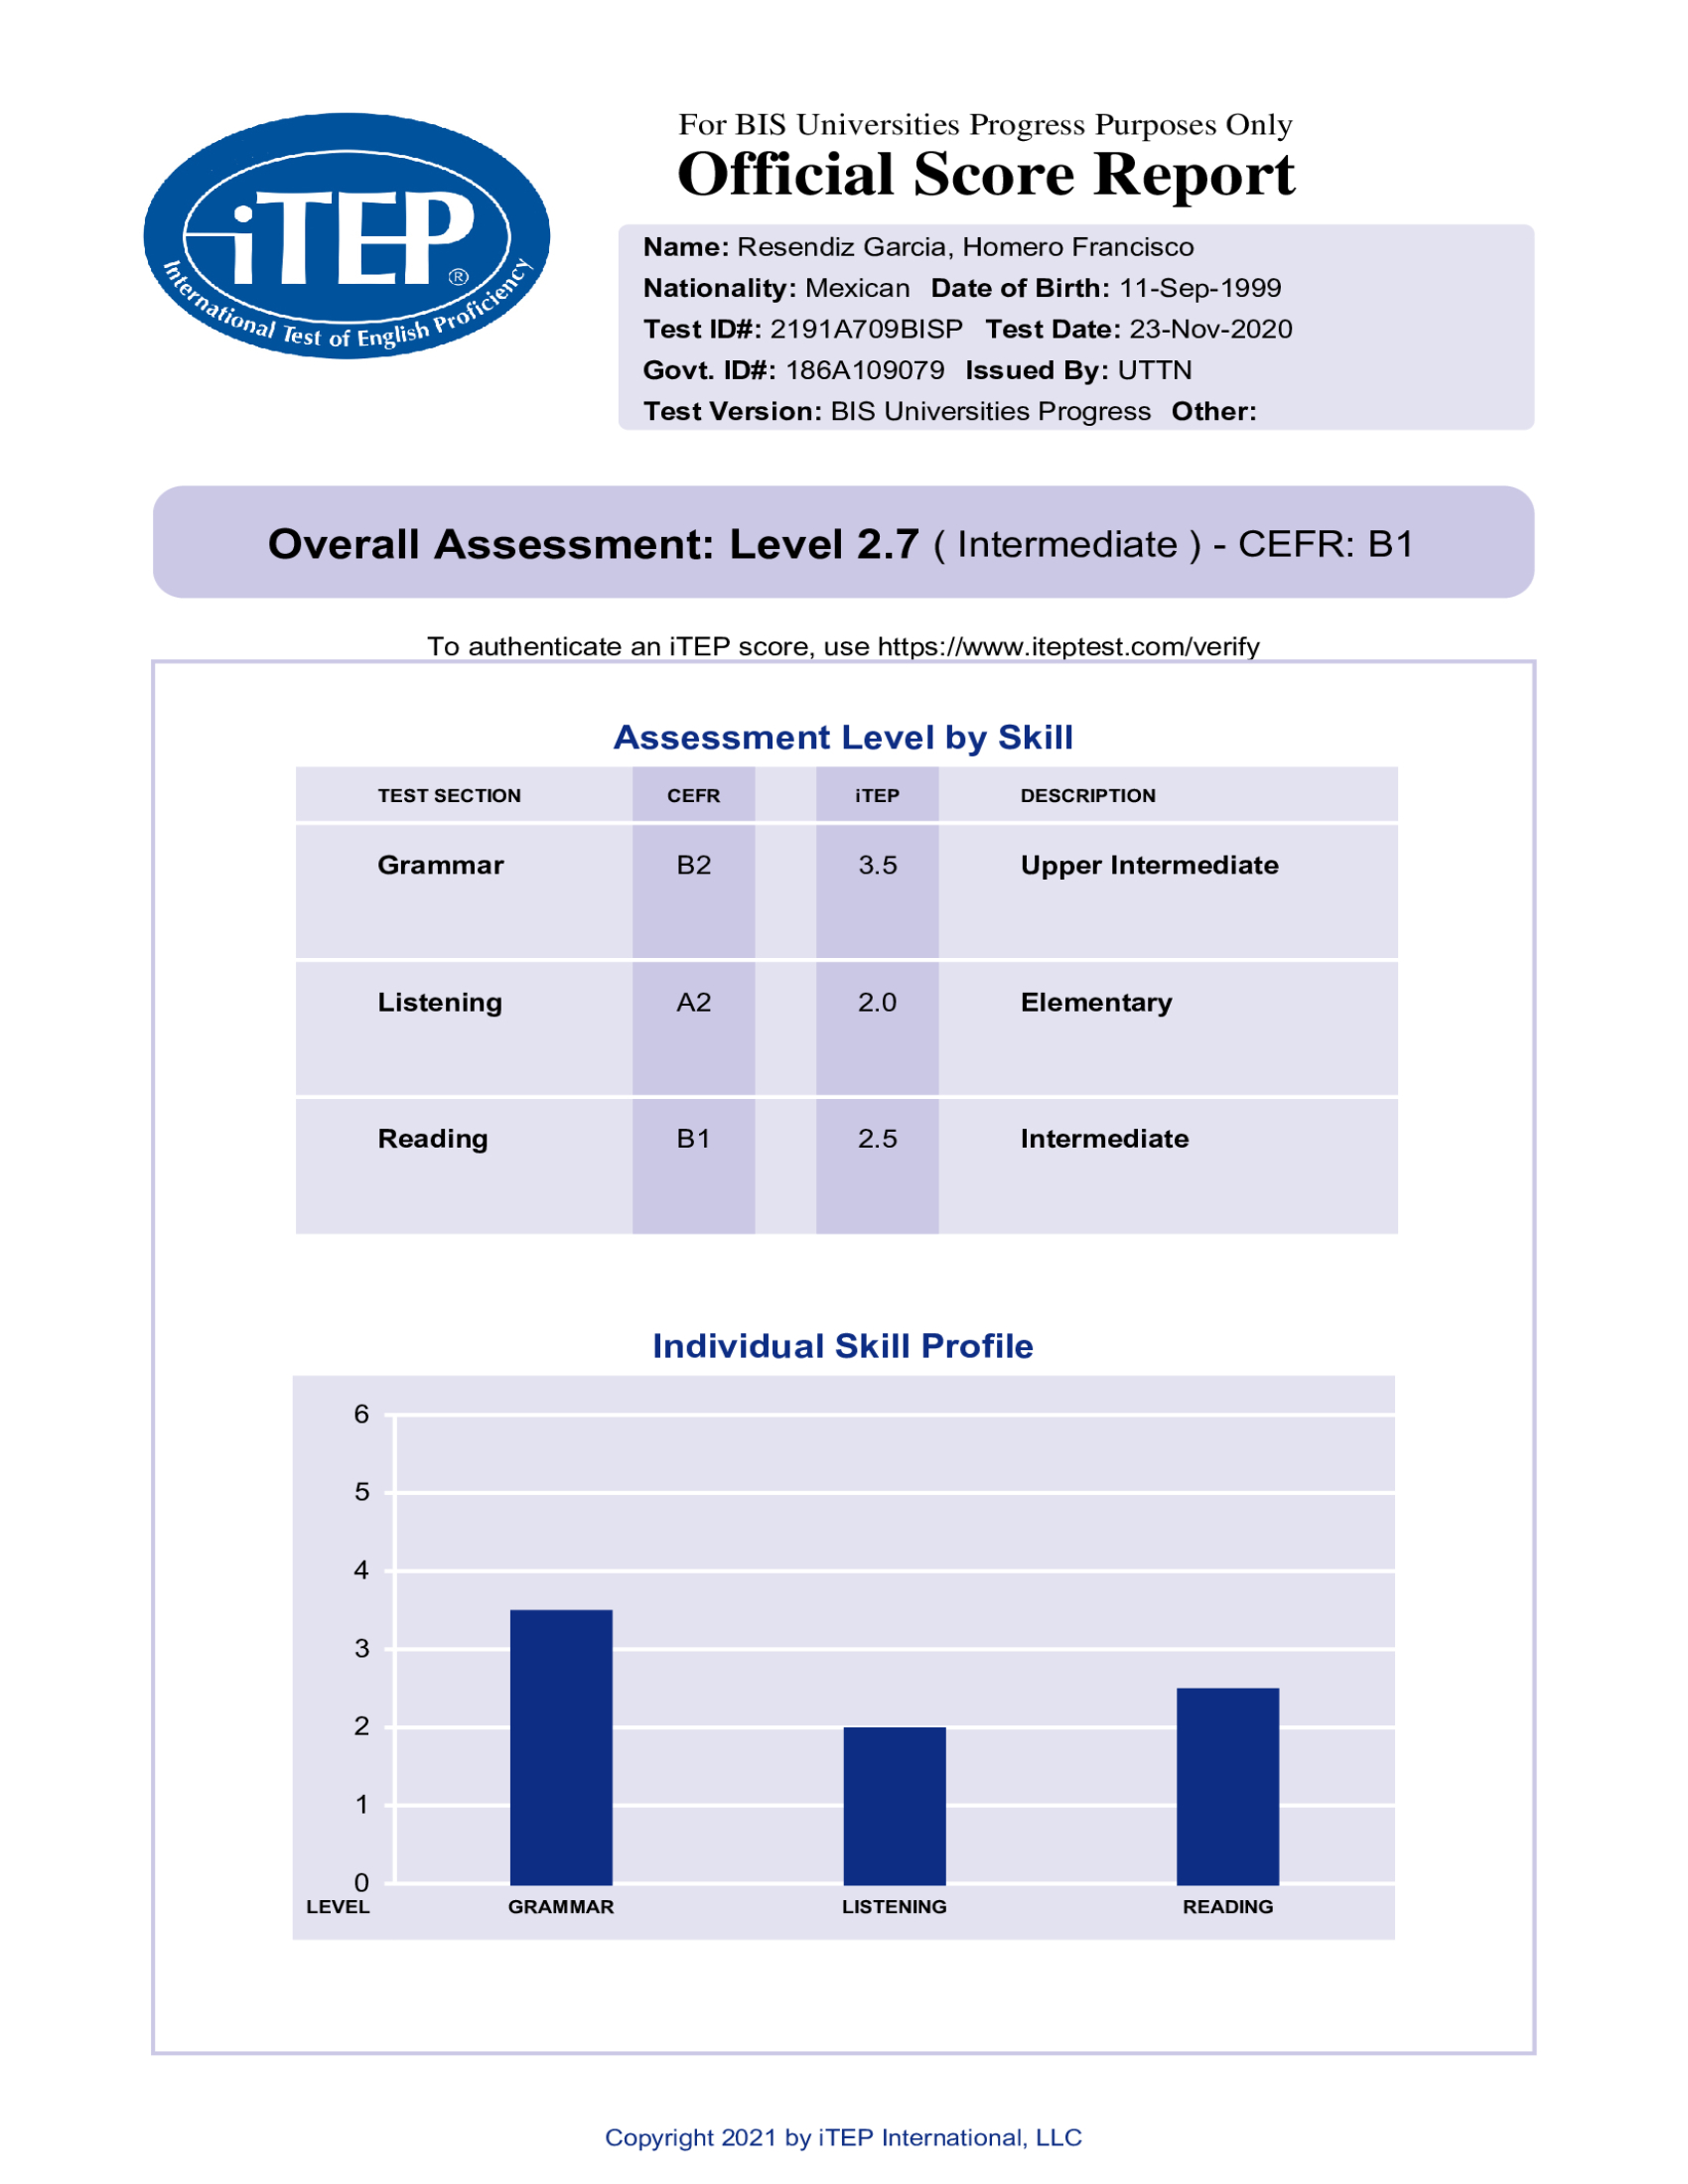 iTEP®
International Test of English Proficiency
For BIS Universities Progress Purposes Only
Official Score Report
Name: Resendiz Garcia, Homero Francisco
Nationality: Mexican Date of Birth: 11-Sep-1999
Test ID#: 2191A709BISP Test Date: 23-Nov-2020
Govt. ID#: 186A109079 Issued By: UTTN
Test Version: BIS Universities Progress Other:
Overall Assessment: Level 2.7 ( Intermediate ) - CEFR: B1
To authenticate an iTEP score, use https://www.iteptest.com/verify
Assessment Level by Skill
TEST SECTION CEFR iTEP DESCRIPTION
Grammar B2 3.5 Upper Intermediate
Listening A2 2.0 Elementary
Reading B1 2.5 Intermediate
Individual Skill Profile
6
5
4
3
2
1
0
LEVEL GRAMMAR LISTENING READING
Copyright 2021 by iTEP International, LLC